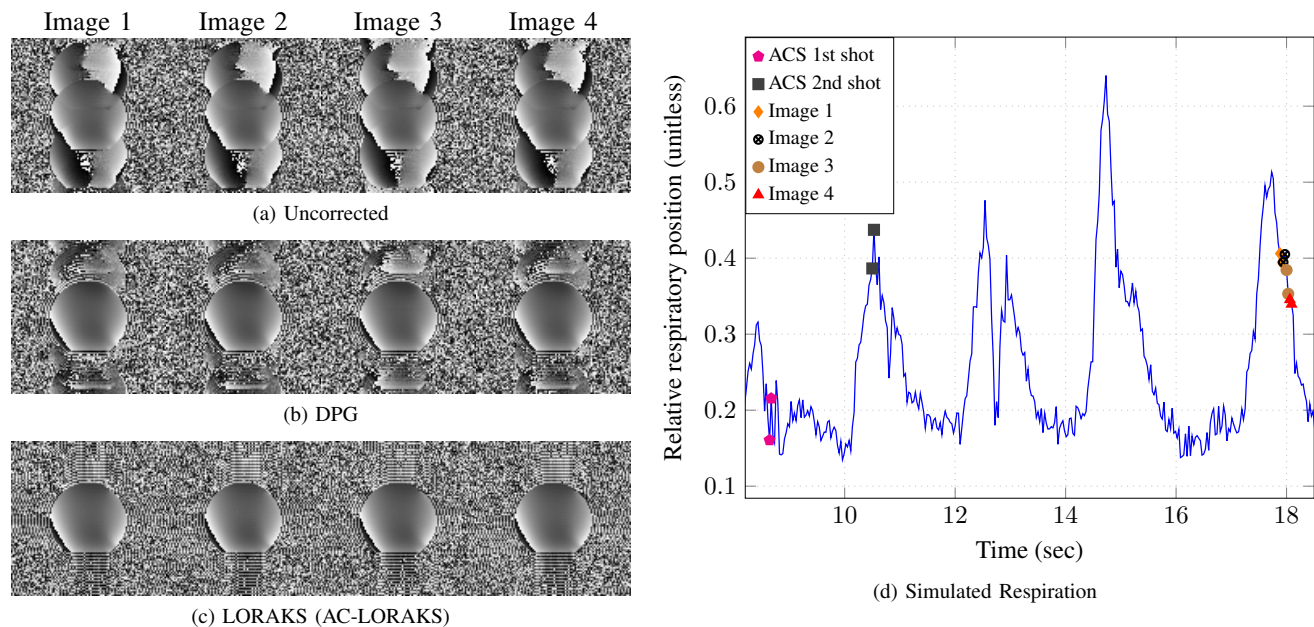 Image 1 Image 2 Image 3 Image 4
(a) Uncorrected
(b) DPG
(c) LORAKS (AC-LORAKS)
Relative respiratory position (unitless)
0.6
0.5
0.4
0.3
0.2
0.1
ACS 1st shot
ACS 2nd shot
Image 1
Image 2
Image 3
Image 4
10 12 14 16 18
Time (sec)
(d) Simulated Respiration